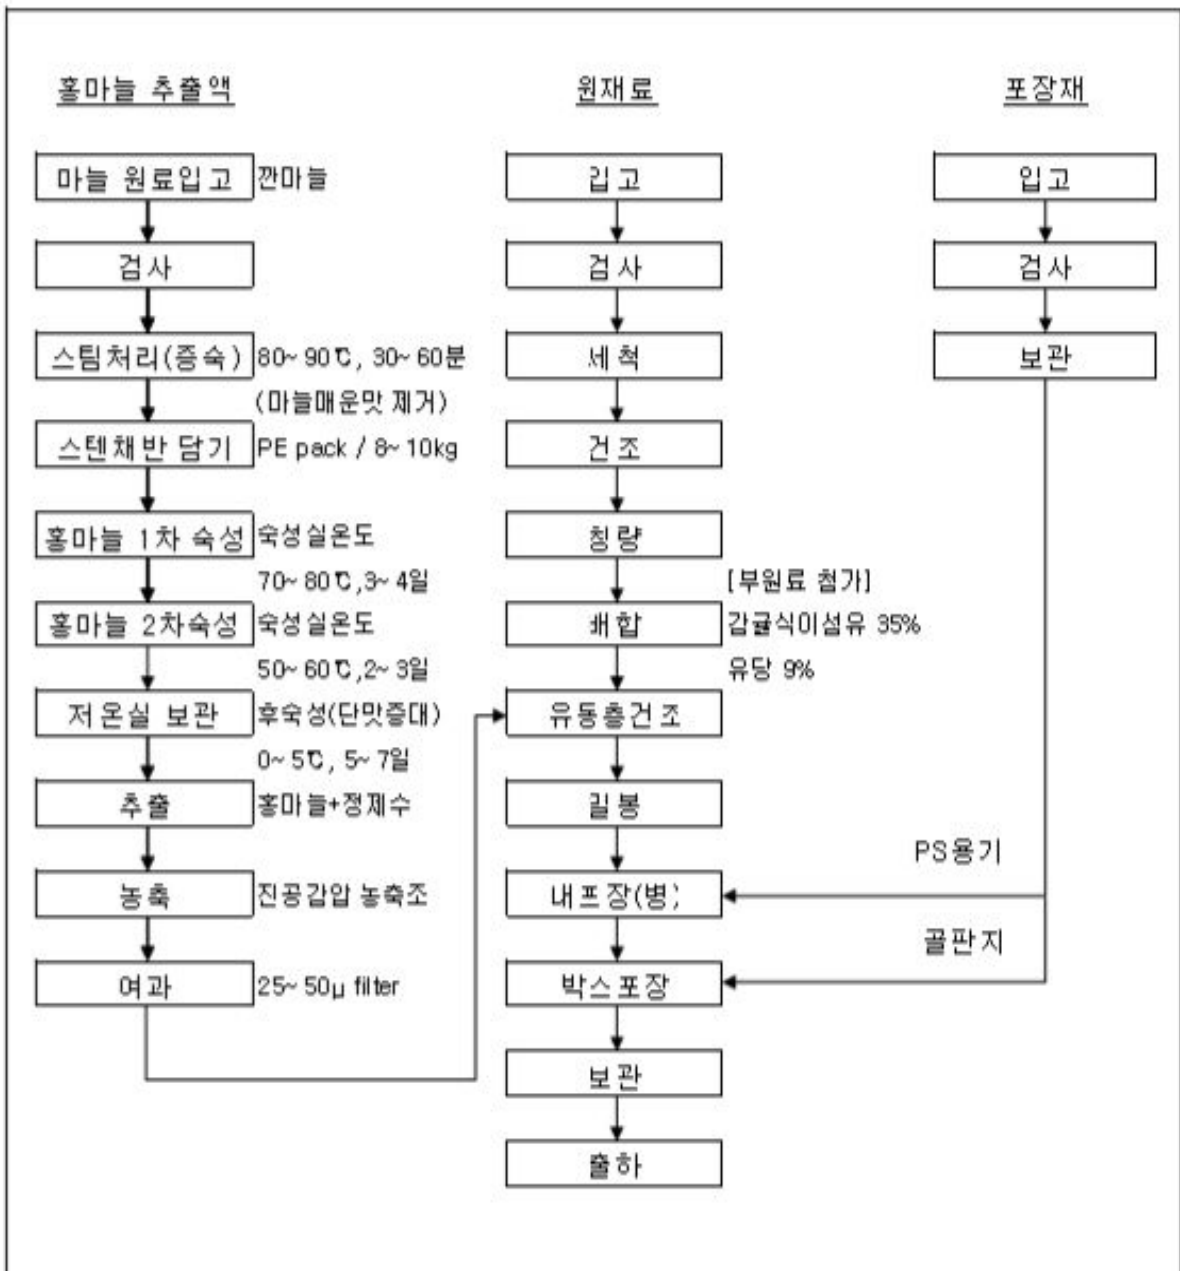 홍마늘 추출액
마늘 원료입고 깐마늘
검사
스팀처리(증숙) 80~ 90℃, 30~ 60분
(마늘매운맛 제거)
스텐채반 담기 PE pack / 8~ 10kg
홍마늘 1차 숙성 숙성실온도
70~ 80℃,3~ 4일
홍마늘 2차숙성 숙성실온도
50~ 60℃,2~ 3일
저온실 보관 후숙성(단맛증대)
0~ 5℃, 5~ 7일
추출 홍마늘+정제수
농축 진공감압 농축조
여과 25~ 50μ filter
원재료
입고
검사
세척
건조
칭량
[부원료 첨가]
배합 감귤식이섬유 35%
유당 9%
유동층건조
밀봉
내포장(병)
박스포장
보관
출하
포장재
입고
검사
보관
PS용기
골판지